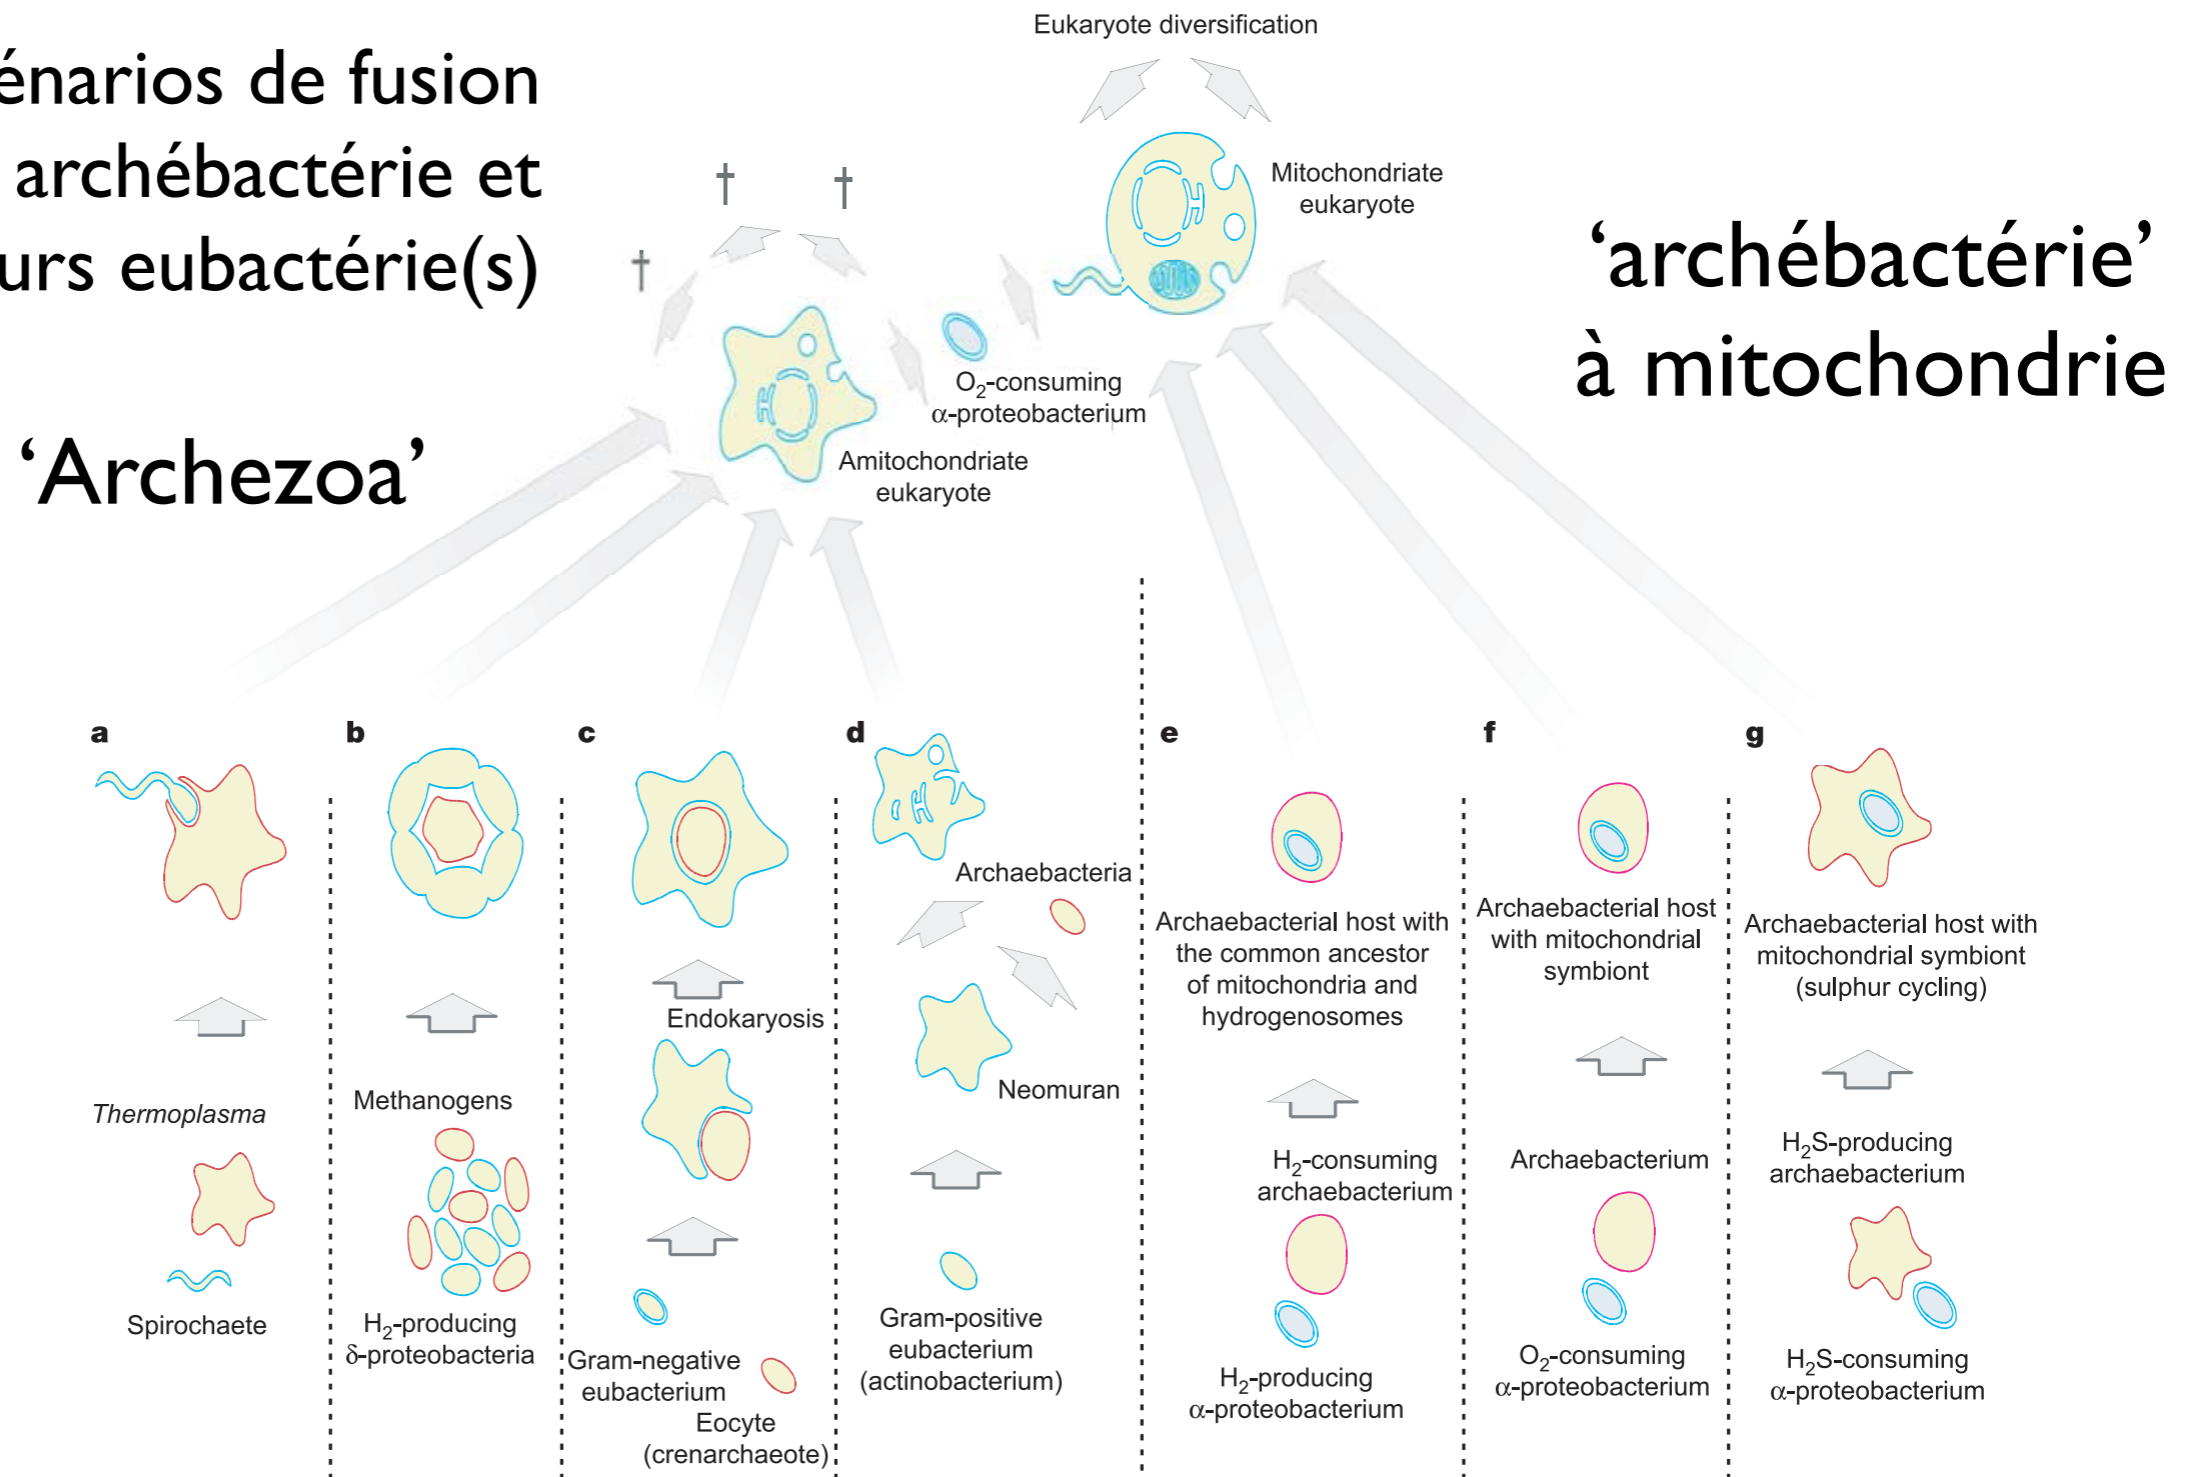 énarios de fusion
archébactérie et
urs eubactérie(s)
'Archezoa'
'archébactérie'
à mitochondrie
Eukaryote diversification
† †
†
Mitochondriate
eukaryote
O₂-consuming
α-proteobacterium
Amitochondriate
eukaryote
a
Thermoplasma
Spirochaete
b
Methanogens
H₂-producing
δ-proteobacteria
c
Endokaryosis
Gram-negative
eubacterium
Eocyte
(crenarchaeote)
d
Archaebacteria
Neomuran
Gram-positive
eubacterium
(actinobacterium)
e
Archaebacterial host with
the common ancestor
of mitochondria and
hydrogenosomes
H₂-consuming
archaebacterium
H₂-producing
α-proteobacterium
f
Archaebacterial host
with mitochondrial
symbiont
Archaebacterium
O₂-consuming
α-proteobacterium
g
Archaebacterial host with
mitochondrial symbiont
(sulphur cycling)
H₂S-producing
archaebacterium
H₂S-consuming
α-proteobacterium